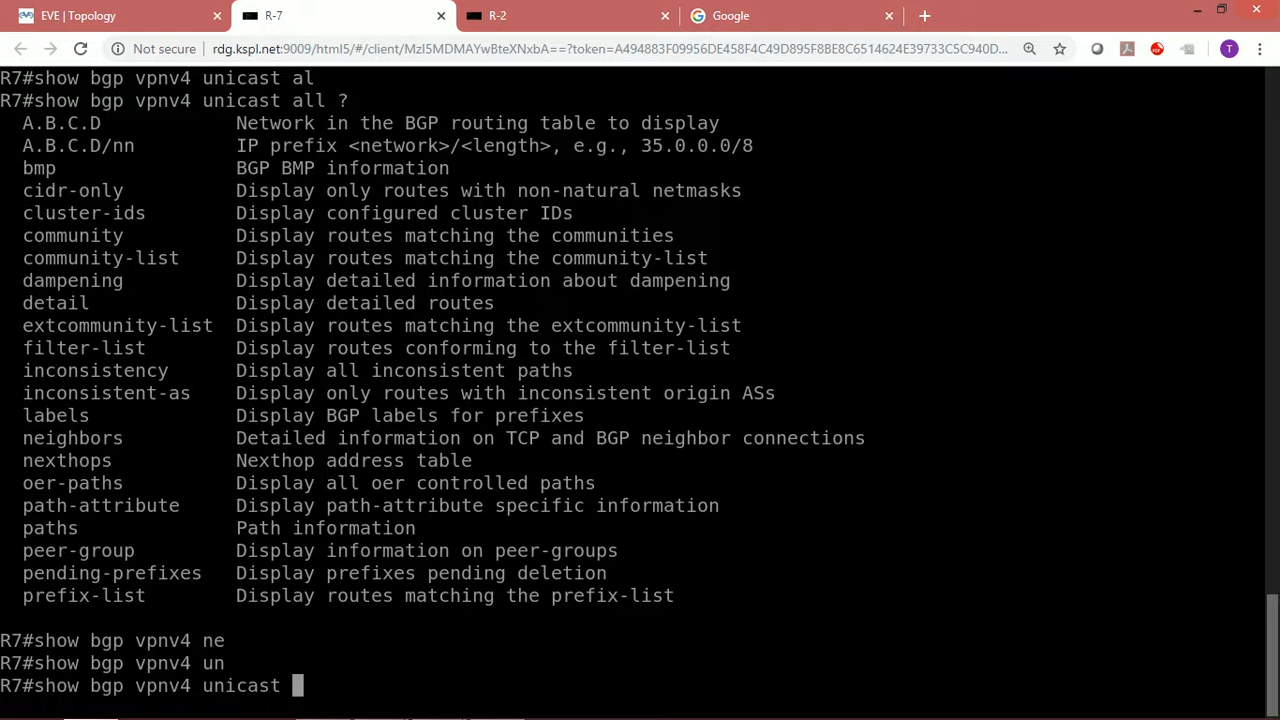 EVE | Topology
R-7
R-2
Google
Not secure
rdg.kspl.net:9009/html5/#/client/MzI5MDMAYwBteXNxbA==?token=A494883F09956DE458F4C49D895F8BE8C6514624E39733C5C940D...
T
R7#show bgp vpnv4 unicast al
R7#show bgp vpnv4 unicast all ?
A.B.C.D Network in the BGP routing table to display
A.B.C.D/nn IP prefix <network>/<length>, e.g., 35.0.0.0/8
bmp BGP BMP information
cidr-only Display only routes with non-natural netmasks
cluster-ids Display configured cluster IDs
community Display routes matching the communities
community-list Display routes matching the community-list
dampening Display detailed information about dampening
detail Display detailed routes
extcommunity-list Display routes matching the extcommunity-list
filter-list Display routes conforming to the filter-list
inconsistency Display all inconsistent paths
inconsistent-as Display only routes with inconsistent origin ASs
labels Display BGP labels for prefixes
neighbors Detailed information on TCP and BGP neighbor connections
nexthops Nexthop address table
oer-paths Display all oer controlled paths
path-attribute Display path-attribute specific information
paths Path information
peer-group Display information on peer-groups
pending-prefixes Display prefixes pending deletion
prefix-list Display routes matching the prefix-list
R7#show bgp vpnv4 ne
R7#show bgp vpnv4 un
R7#show bgp vpnv4 unicast